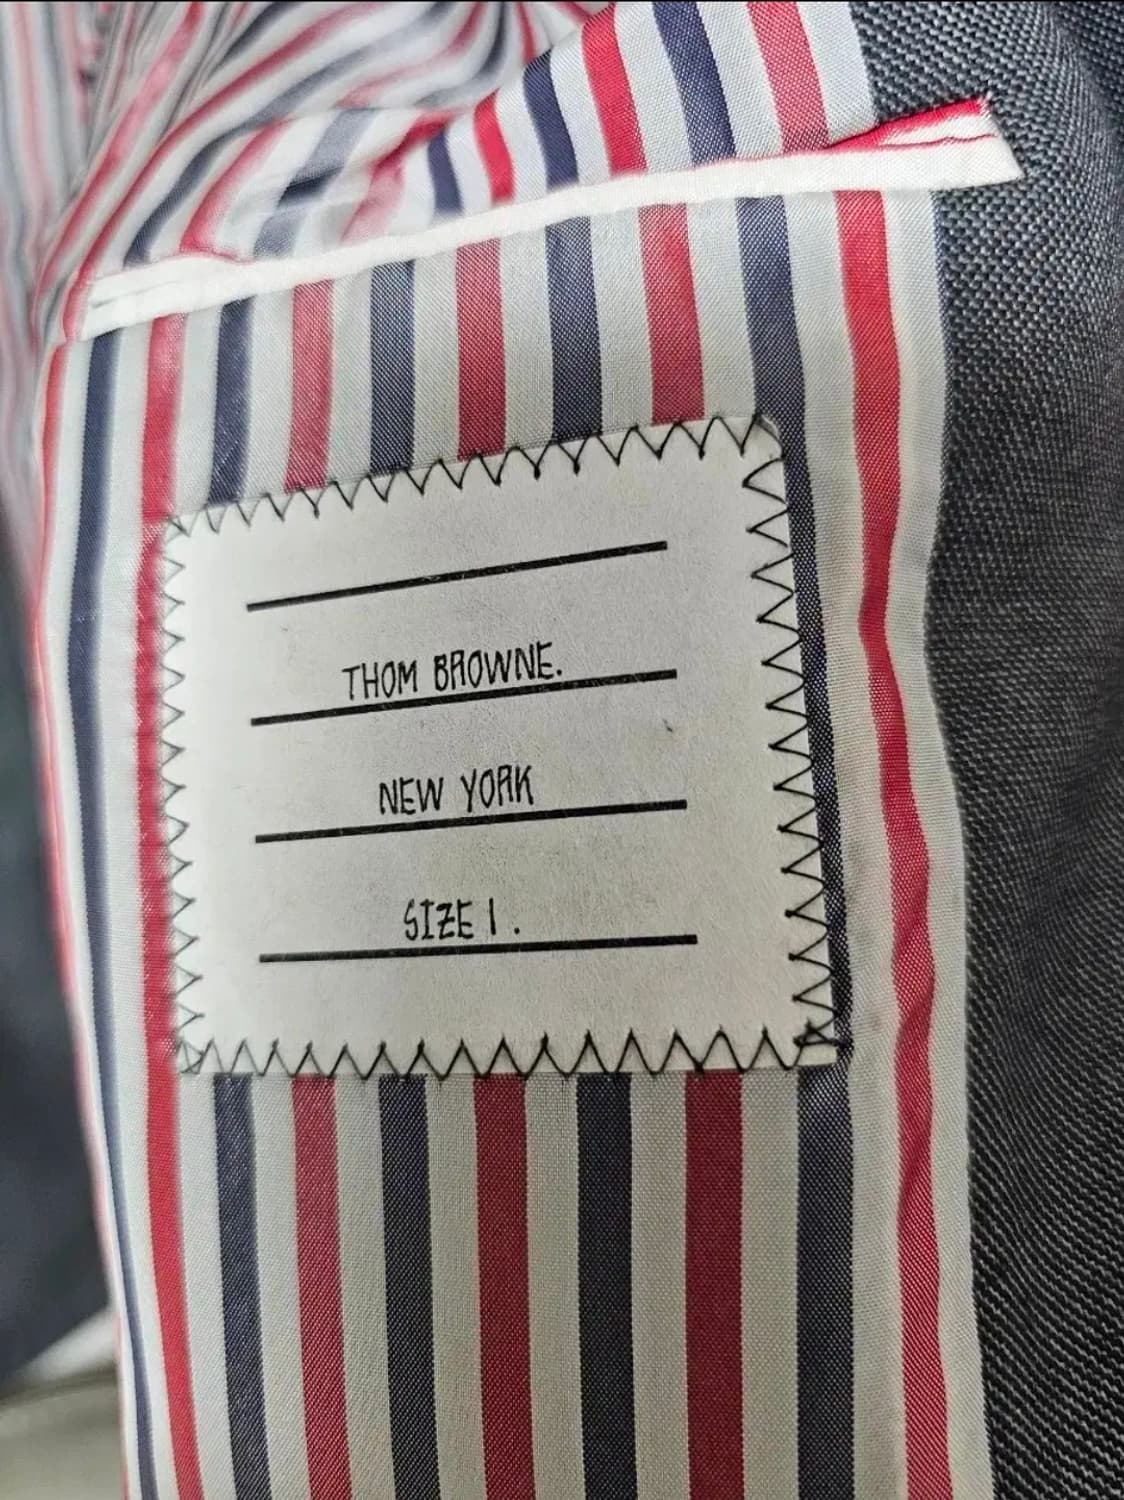 THOM BROWNE.
NEW YORK
SIZE 1.